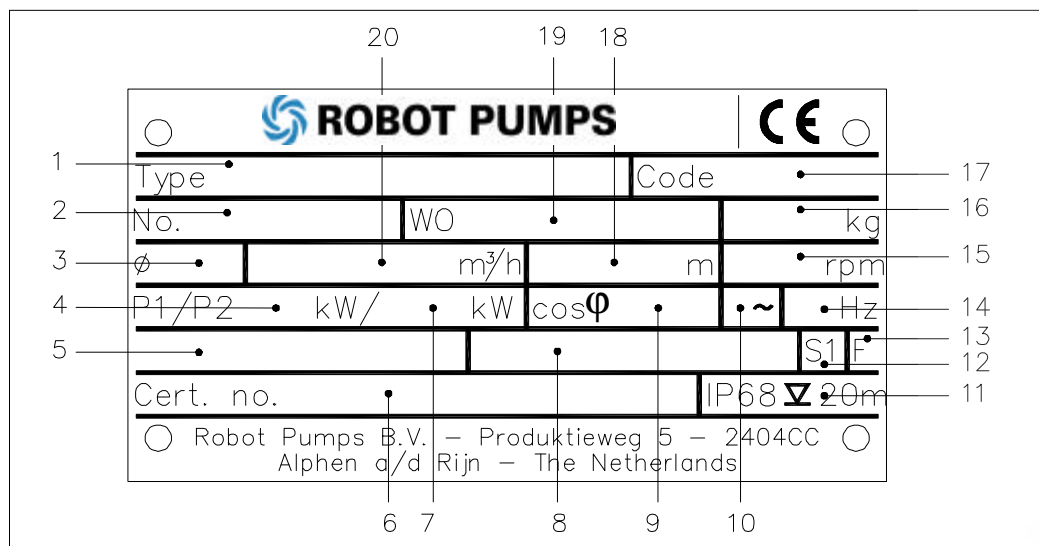 20 19 18
ROBOT PUMPS CE
1 Type Code 17
2 No. WO kg 16
3 ø m³/h m rpm 15
4 P1/P2 kW/ kW cosφ ~ Hz 14
13
5 S1 F 12
6 Cert. no. IP68 20m 11
Robot Pumps B.V. – Produktieweg 5 – 2404CC
Alphen a/d Rijn – The Netherlands
6 7 8 9 10